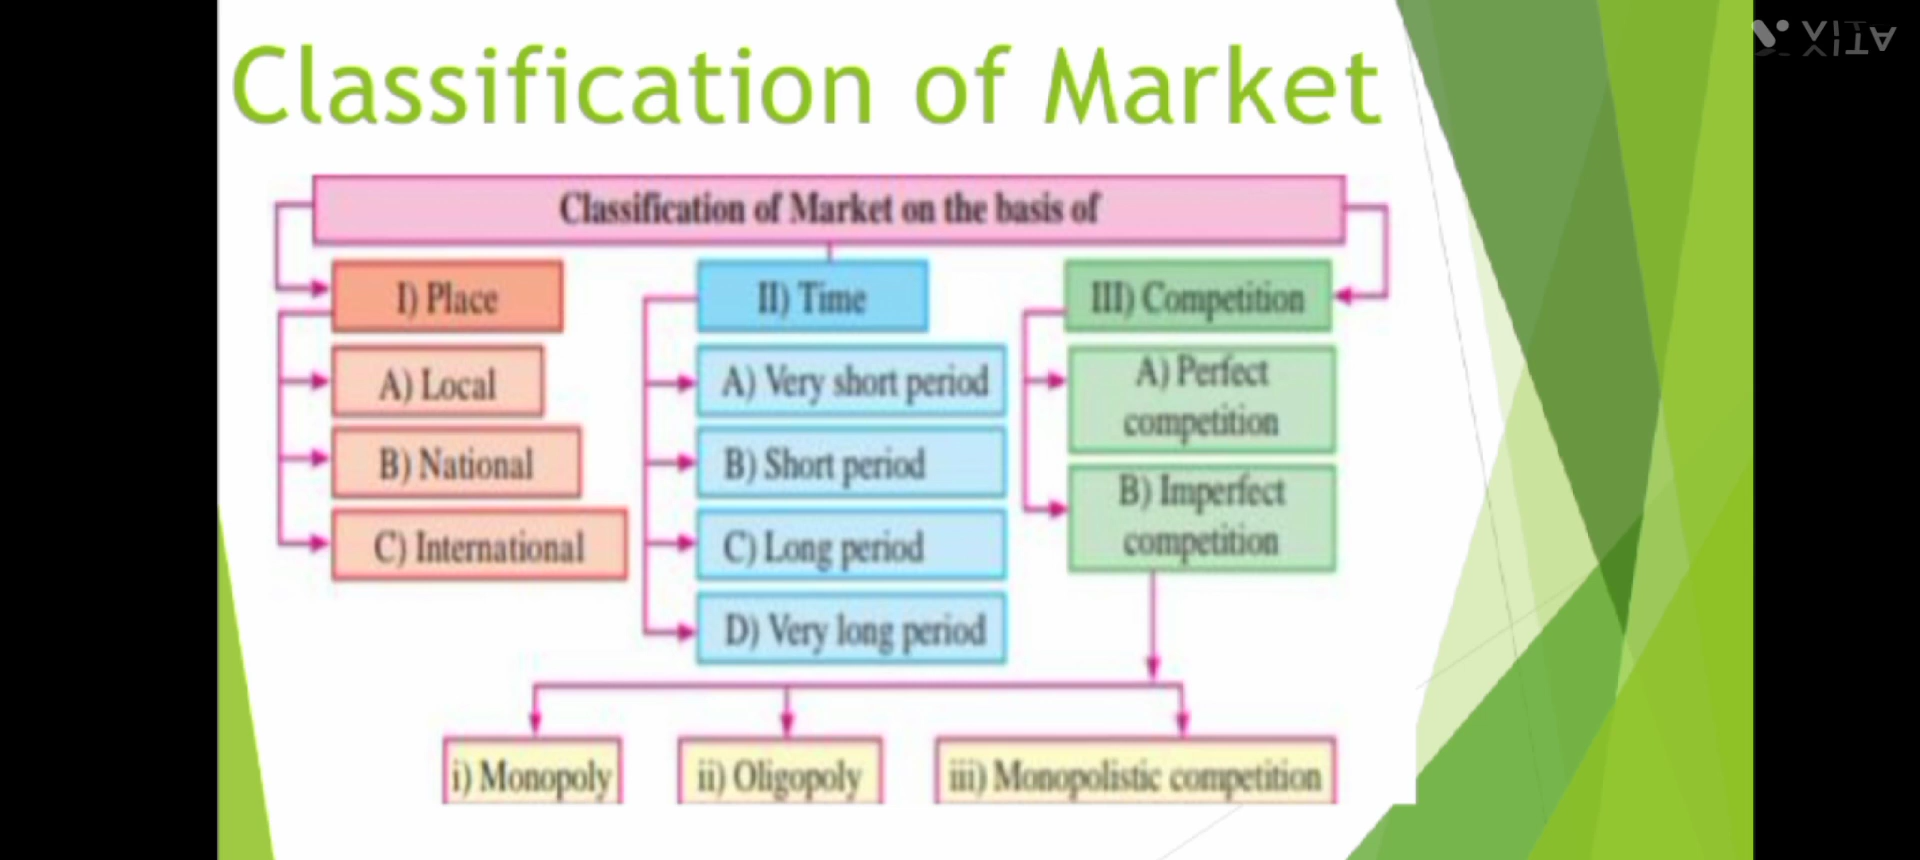 Classification of Market
Classification of Market on the basis of
I) Place
A) Local
B) National
C) International
II) Time
A) Very short period
B) Short period
C) Long period
D) Very long period
III) Competition
A) Perfect
competition
B) Imperfect
competition
i) Monopoly
ii) Oligopoly
iii) Monopolistic competition
VITA